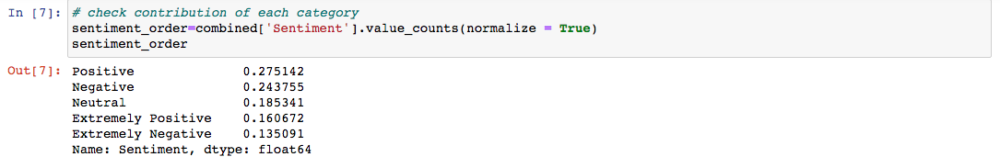 In [7]: # check contribution of each category
sentiment_order=combined['Sentiment'].value_counts(normalize = True)
sentiment_order
Out[7]: Positive 0.275142
Negative 0.243755
Neutral 0.185341
Extremely Positive 0.160672
Extremely Negative 0.135091
Name: Sentiment, dtype: float64